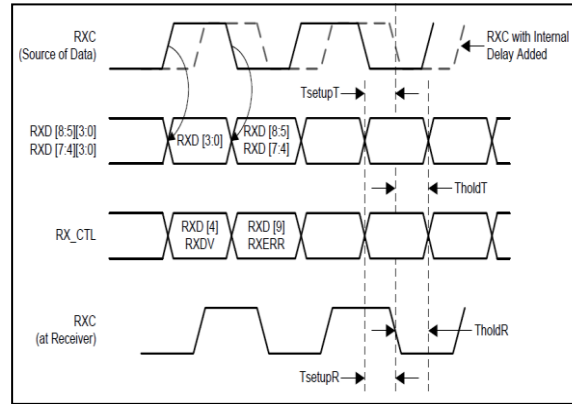 RXC
(Source of Data)
RXC with Internal
Delay Added
TsetupT
RXD [8:5][3:0]
RXD [7:4][3:0]
RXD [3:0]
RXD [8:5]
RXD [7:4]
TholdT
RX_CTL
RXD [4]
RXDV
RXD [9]
RXERR
RXC
(at Receiver)
TholdR
TsetupR